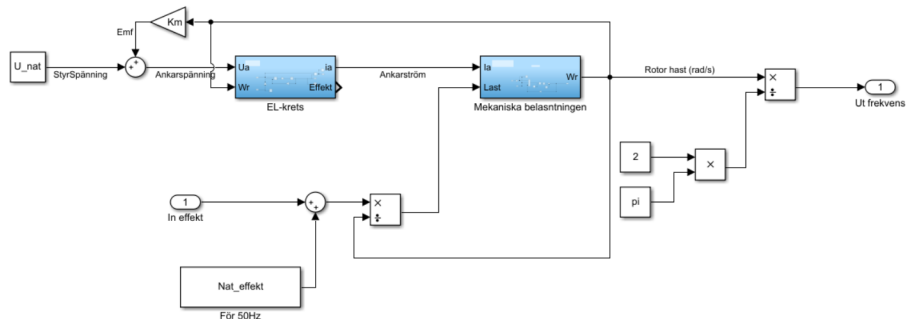 Km
Emf
U_nat
StyrSpänning
Ankarspänning
Ua
ia
Wr
Effekt
EL-krets
Ankarström
Ia
Wr
Last
Mekaniska belasntningen
Rotor hast (rad/s)
×
÷
1
Ut frekvens
2
×
pi
1
In effekt
×
÷
Nat_effekt
För 50Hz